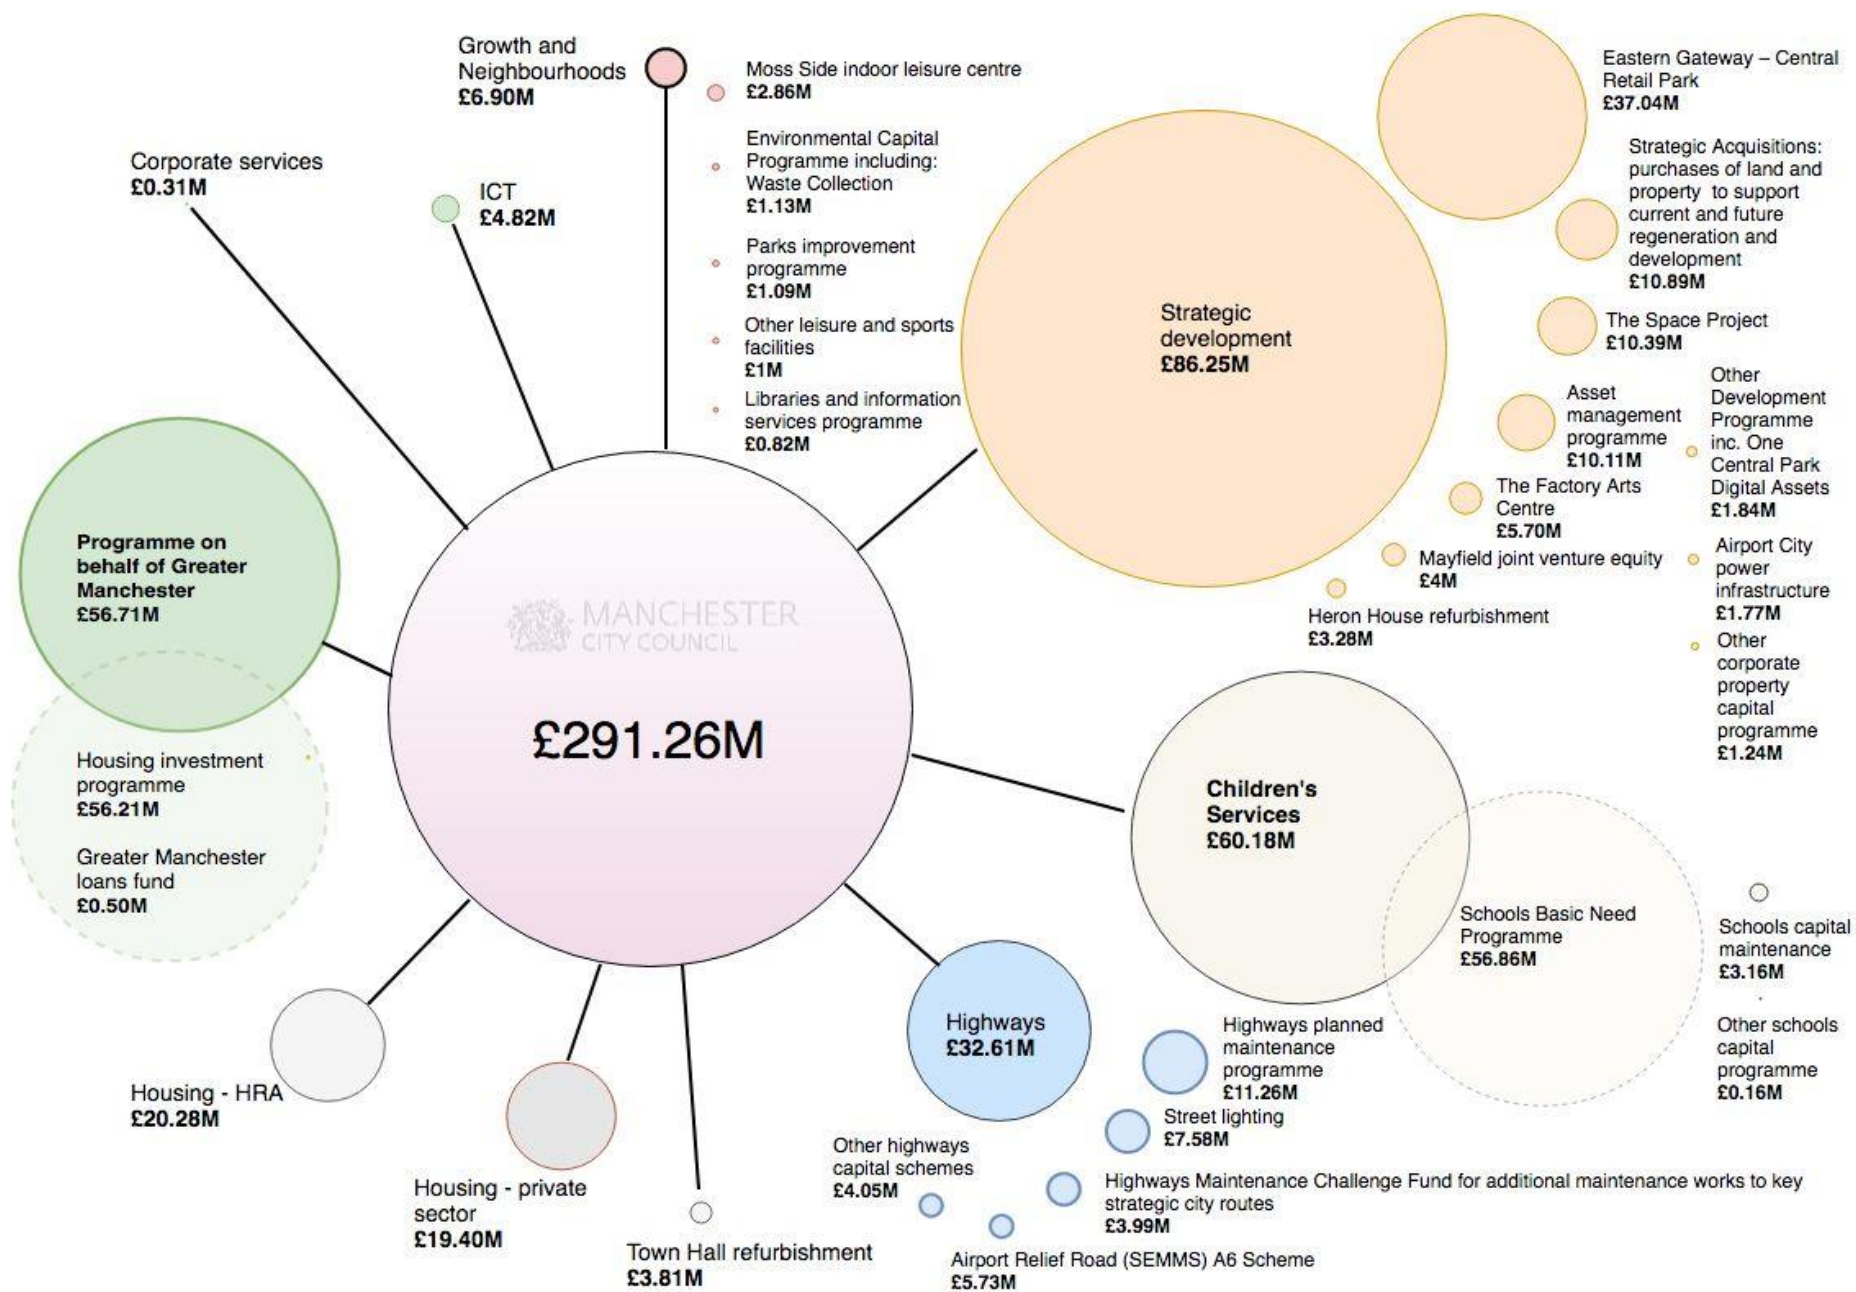 Growth and
Neighbourhoods
£6.90M
Moss Side indoor leisure centre
£2.86M
Environmental Capital
Programme including:
Waste Collection
£1.13M
Parks improvement
programme
£1.09M
Other leisure and sports
facilities
£1M
Libraries and information
services programme
£0.82M
Corporate services
£0.31M
ICT
£4.82M
Strategic
development
£86.25M
Eastern Gateway – Central
Retail Park
£37.04M
Strategic Acquisitions:
purchases of land and
property to support
current and future
regeneration and
development
£10.89M
The Space Project
£10.39M
Asset
management
programme
£10.11M
Other
Development
Programme
inc. One
Central Park
Digital Assets
£1.84M
The Factory Arts
Centre
£5.70M
Mayfield joint venture equity
£4M
Heron House refurbishment
£3.28M
Airport City
power
infrastructure
£1.77M
Other
corporate
property
capital
programme
£1.24M
Programme on
behalf of Greater
Manchester
£56.71M
Housing investment
programme
£56.21M
Greater Manchester
loans fund
£0.50M
MANCHESTER
CITY COUNCIL
£291.26M
Children's
Services
£60.18M
Schools Basic Need
Programme
£56.86M
Schools capital
maintenance
£3.16M
Other schools
capital
programme
£0.16M
Highways
£32.61M
Highways planned
maintenance
programme
£11.26M
Street lighting
£7.58M
Highways Maintenance Challenge Fund for additional maintenance works to key
strategic city routes
£3.99M
Other highways
capital schemes
£4.05M
Airport Relief Road (SEMMS) A6 Scheme
£5.73M
Housing - HRA
£20.28M
Housing - private
sector
£19.40M
Town Hall refurbishment
£3.81M